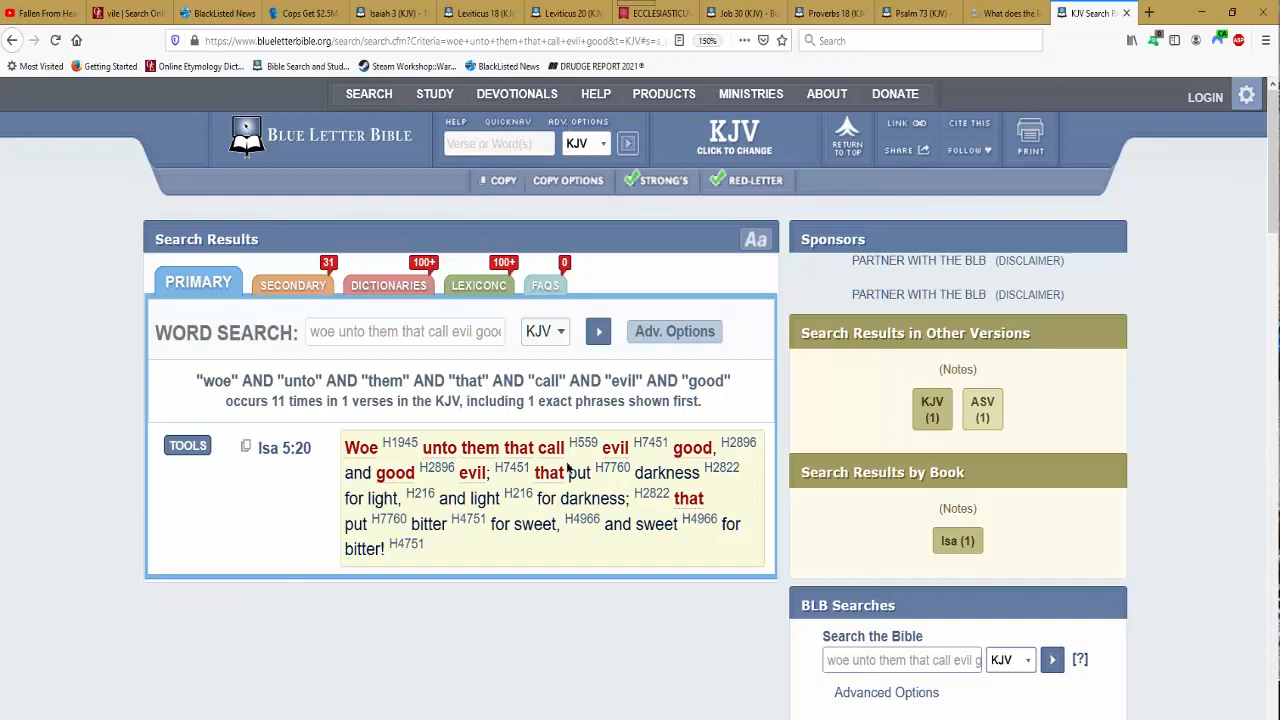 Fallen From Hea
vile | Search Onli
BlackListed News
Cops Get $2.5M
Isaiah 3 (KJV) - T
Leviticus 18 (KJV
Leviticus 20 (KJV
ECCLESIASTICU
Job 30 (KJV) - Bu
Proverbs 18 (KJV
Psalm 73 (KJV) -
What does the B
KJV Search R
https://www.blueletterbible.org/search/search.cfm?Criteria=woe+unto+them+that+call+evil+good&t=KJV#s=s_p
150%
Search
Most Visited
Getting Started
Online Etymology Dict...
Bible Search and Stud...
Steam Workshop::War...
BlackListed News
DRUDGE REPORT 2021®
SEARCH STUDY DEVOTIONALS HELP PRODUCTS MINISTRIES ABOUT DONATE
LOGIN
BLUE LETTER BIBLE
HELP QUICKNAV ADV. OPTIONS
Verse or Word(s) KJV
KJV
CLICK TO CHANGE
RETURN
TO TOP
LINK CITE THIS
SHARE FOLLOW
PRINT
COPY COPY OPTIONS STRONG'S RED-LETTER
Search Results Aa
31 100+ 100+ 0
PRIMARY SECONDARY DICTIONARIES LEXICONC FAQS
WORD SEARCH: woe unto them that call evil good KJV Adv. Options
"woe" AND "unto" AND "them" AND "that" AND "call" AND "evil" AND "good"
occurs 11 times in 1 verses in the KJV, including 1 exact phrases shown first.
TOOLS Isa 5:20
Woe H1945 unto them that call H559 evil H7451 good, H2896
and good H2896 evil; H7451 that put H7760 darkness H2822
for light, H216 and light H216 for darkness; H2822 that
put H7760 bitter H4751 for sweet, H4966 and sweet H4966 for
bitter! H4751
Sponsors
PARTNER WITH THE BLB (DISCLAIMER)
PARTNER WITH THE BLB (DISCLAIMER)
Search Results in Other Versions
(Notes)
KJV
(1)
ASV
(1)
Search Results by Book
(Notes)
Isa (1)
BLB Searches
Search the Bible
woe unto them that call evil g KJV [?]
Advanced Options